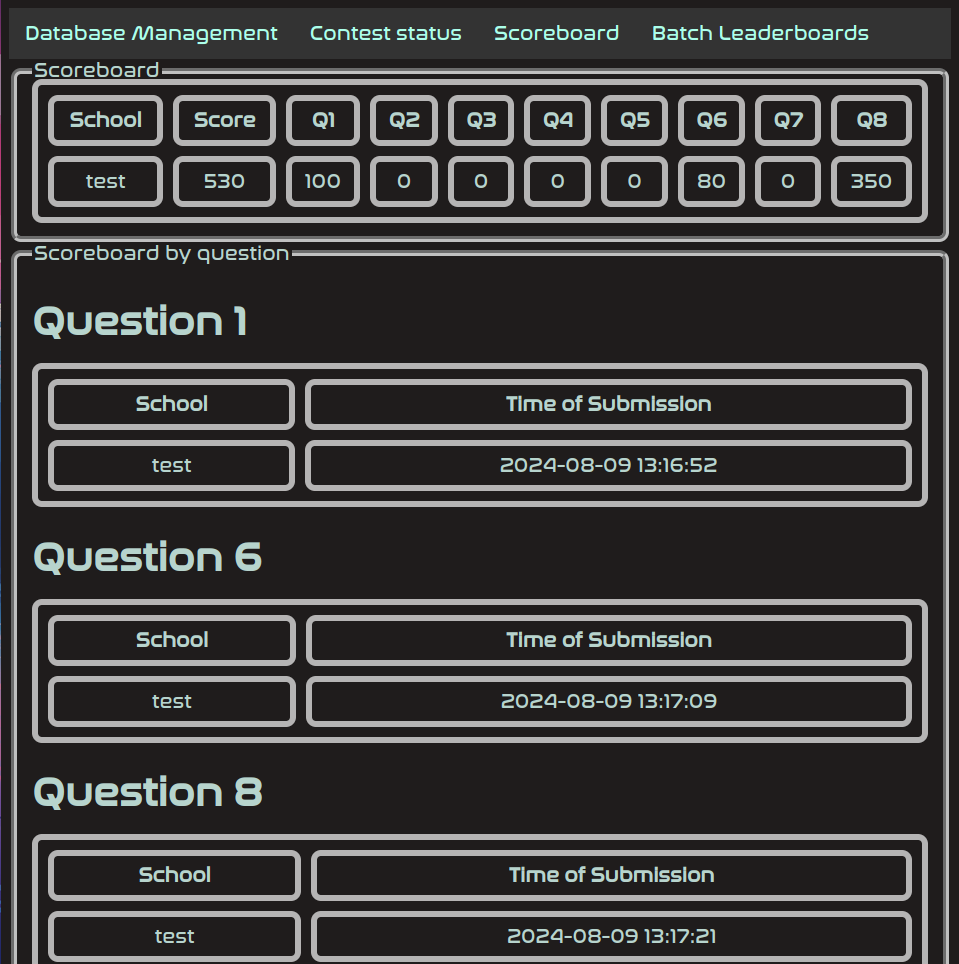 Database Management Contest status Scoreboard Batch Leaderboards
Scoreboard
School Score Q1 Q2 Q3 Q4 Q5 Q6 Q7 Q8
test 530 100 0 0 0 0 80 0 350
Scoreboard by question
Question 1
School Time of Submission
test 2024-08-09 13:16:52
Question 6
School Time of Submission
test 2024-08-09 13:17:09
Question 8
School Time of Submission
test 2024-08-09 13:17:21